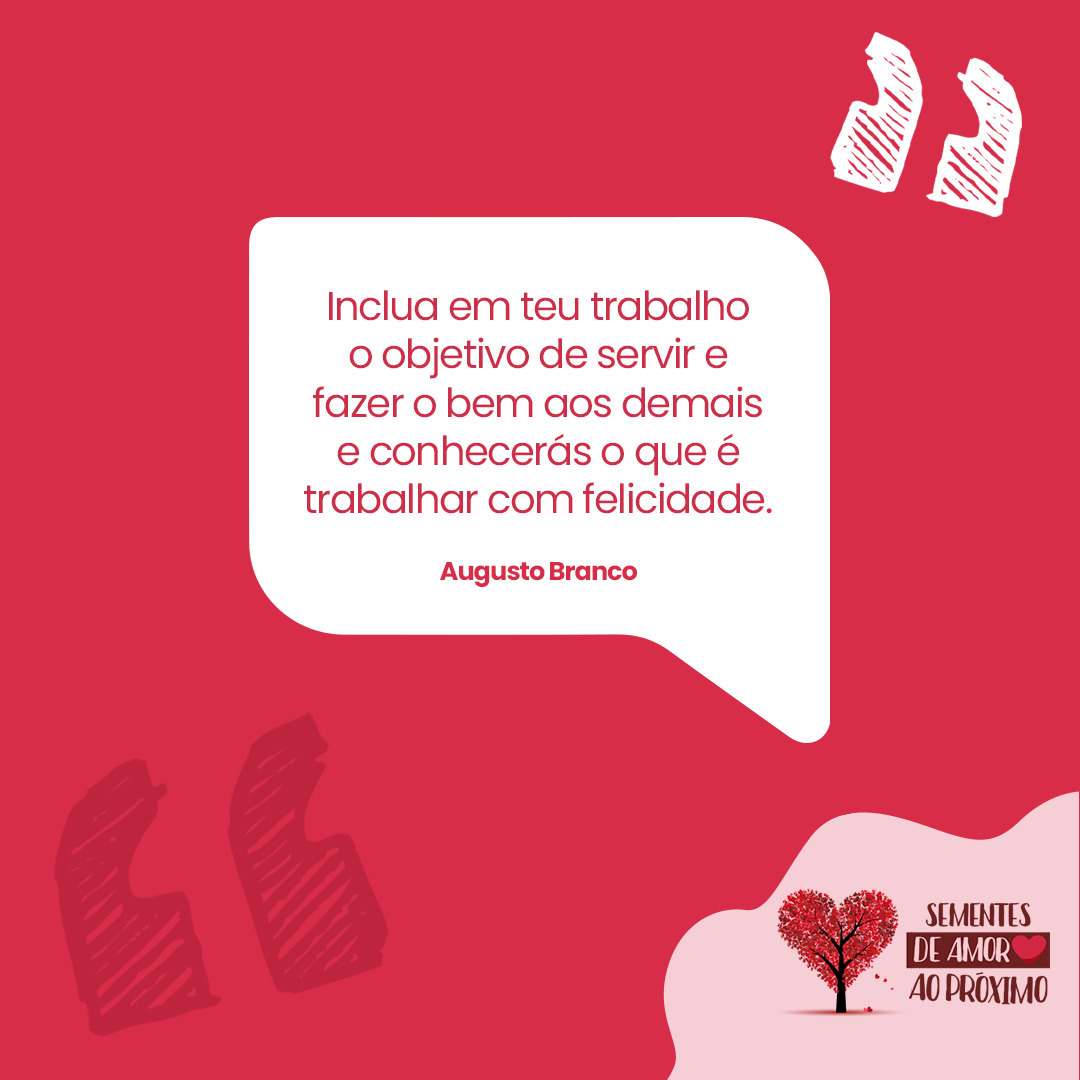 Inclua em teu trabalho
o objetivo de servir e
fazer o bem aos demais
e conhecerás o que é
trabalhar com felicidade.
Augusto Branco
SEMENTES
DE AMOR
AO PRÓXIMO